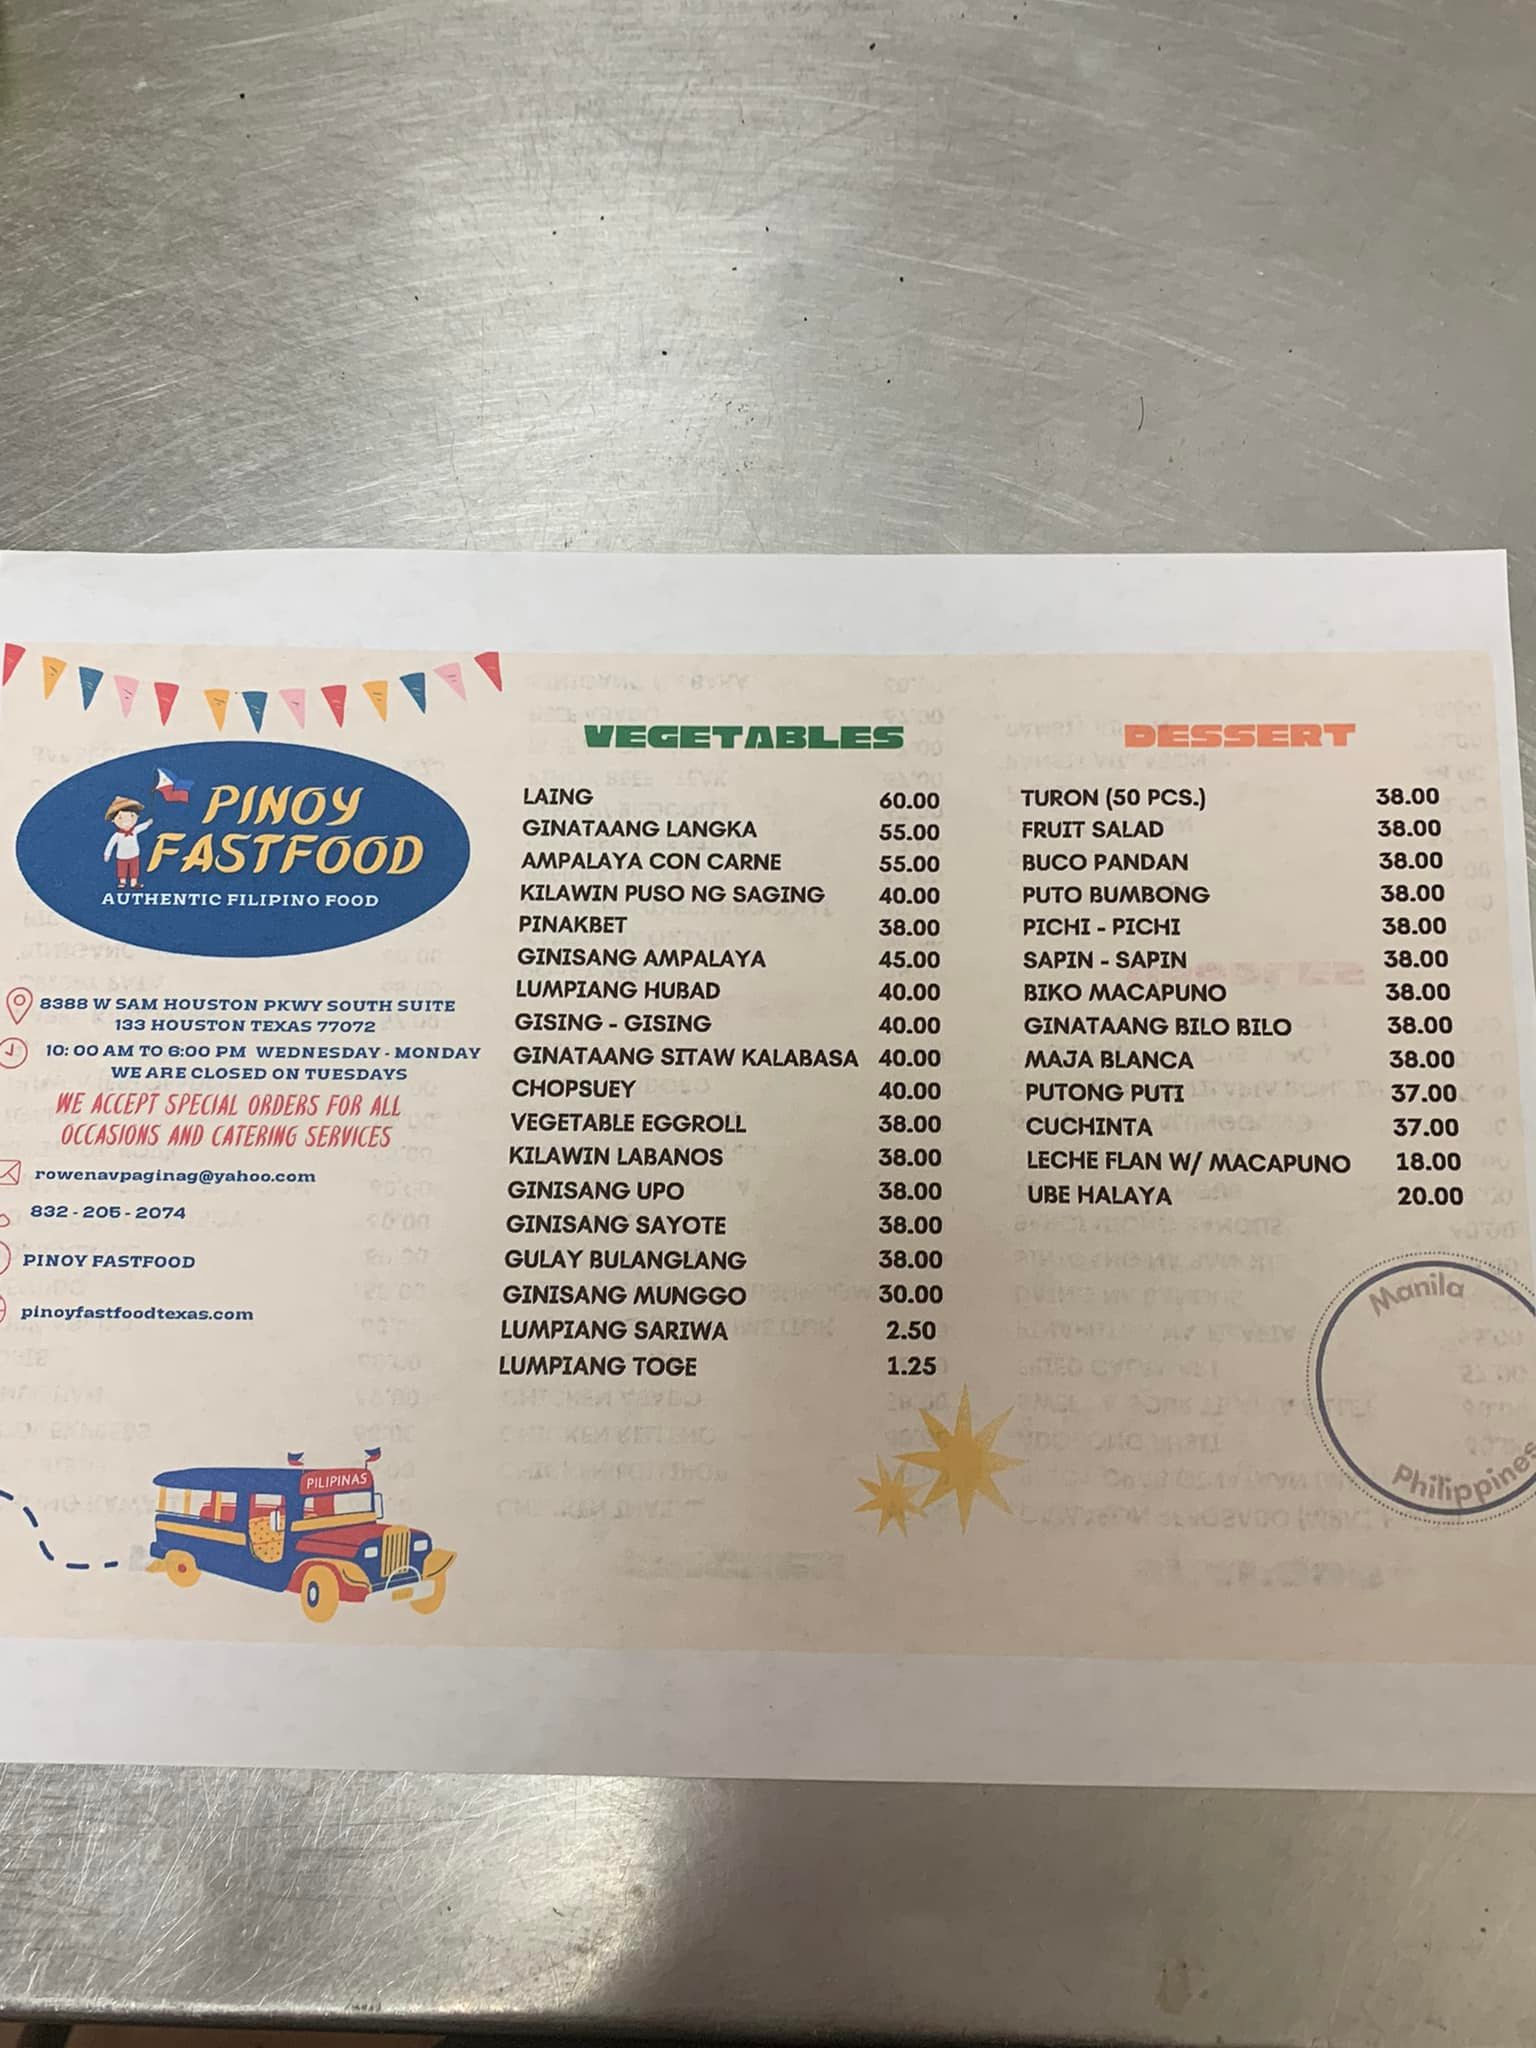 PINOY
FASTFOOD
AUTHENTIC FILIPINO FOOD
8388 W SAM HOUSTON PKWY SOUTH SUITE
133 HOUSTON TEXAS 77072
10: 00 AM TO 6:00 PM WEDNESDAY - MONDAY
WE ARE CLOSED ON TUESDAYS
WE ACCEPT SPECIAL ORDERS FOR ALL
OCCASIONS AND CATERING SERVICES
rowenavpaginag@yahoo.com
832 - 205 - 2074
PINOY FASTFOOD
pinoyfastfoodtexas.com
PILIPINAS
VEGETABLES
LAING 60.00
GINATAANG LANGKA 55.00
AMPALAYA CON CARNE 55.00
KILAWIN PUSO NG SAGING 40.00
PINAKBET 38.00
GINISANG AMPALAYA 45.00
LUMPIANG HUBAD 40.00
GISING - GISING 40.00
GINATAANG SITAW KALABASA 40.00
CHOPSUEY 40.00
VEGETABLE EGGROLL 38.00
KILAWIN LABANOS 38.00
GINISANG UPO 38.00
GINISANG SAYOTE 38.00
GULAY BULANGLANG 38.00
GINISANG MUNGGO 30.00
LUMPIANG SARIWA 2.50
LUMPIANG TOGE 1.25
DESSERT
TURON (50 PCS.) 38.00
FRUIT SALAD 38.00
BUCO PANDAN 38.00
PUTO BUMBONG 38.00
PICHI - PICHI 38.00
SAPIN - SAPIN 38.00
BIKO MACAPUNO 38.00
GINATAANG BILO BILO 38.00
MAJA BLANCA 38.00
PUTONG PUTI 37.00
CUCHINTA 37.00
LECHE FLAN W/ MACAPUNO 18.00
UBE HALAYA 20.00
Manila
Philippines